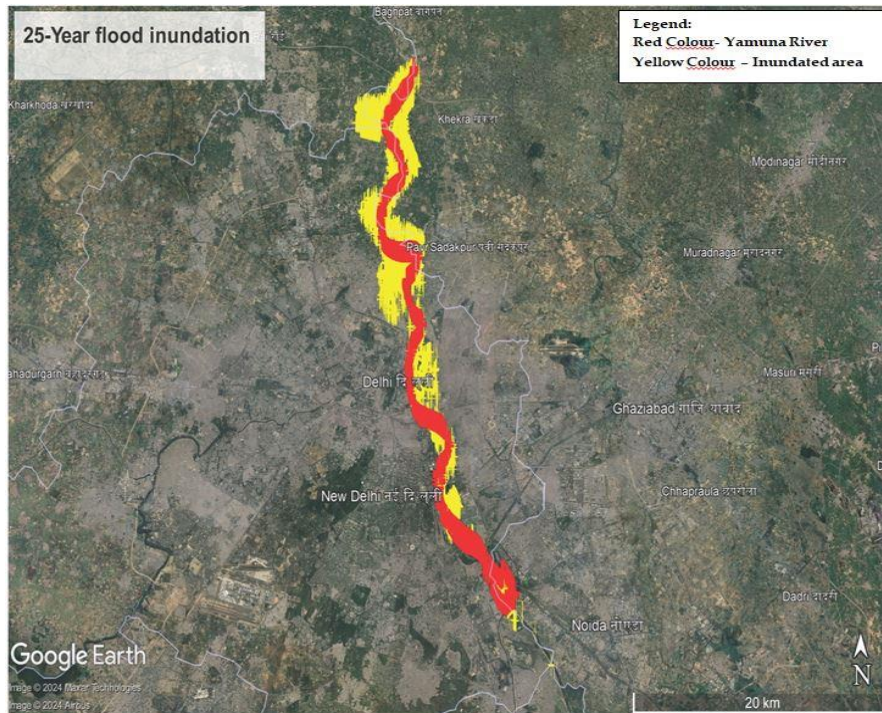 25-Year flood inundation
Legend:
Red Colour- Yamuna River
Yellow Colour – Inundated area
Baghpat बागपत
Kharkhoda खरखोदा
Khekra खेकड़ा
Modinagar मोदीनगर
Pavi Sadakpur पवी सदकपुर
Muradnagar मुरादनगर
Masuri मसूरी
Delhi दिल्ली
Ghaziabad गाज़ियाबाद
Chhapraula छपरौला
New Delhi नई दिल्ली
Dadri दादरी
Noida नोएडा
Google Earth
Image © 2024 Maxar Technologies
Image © 2024 Airbus
N
20 km